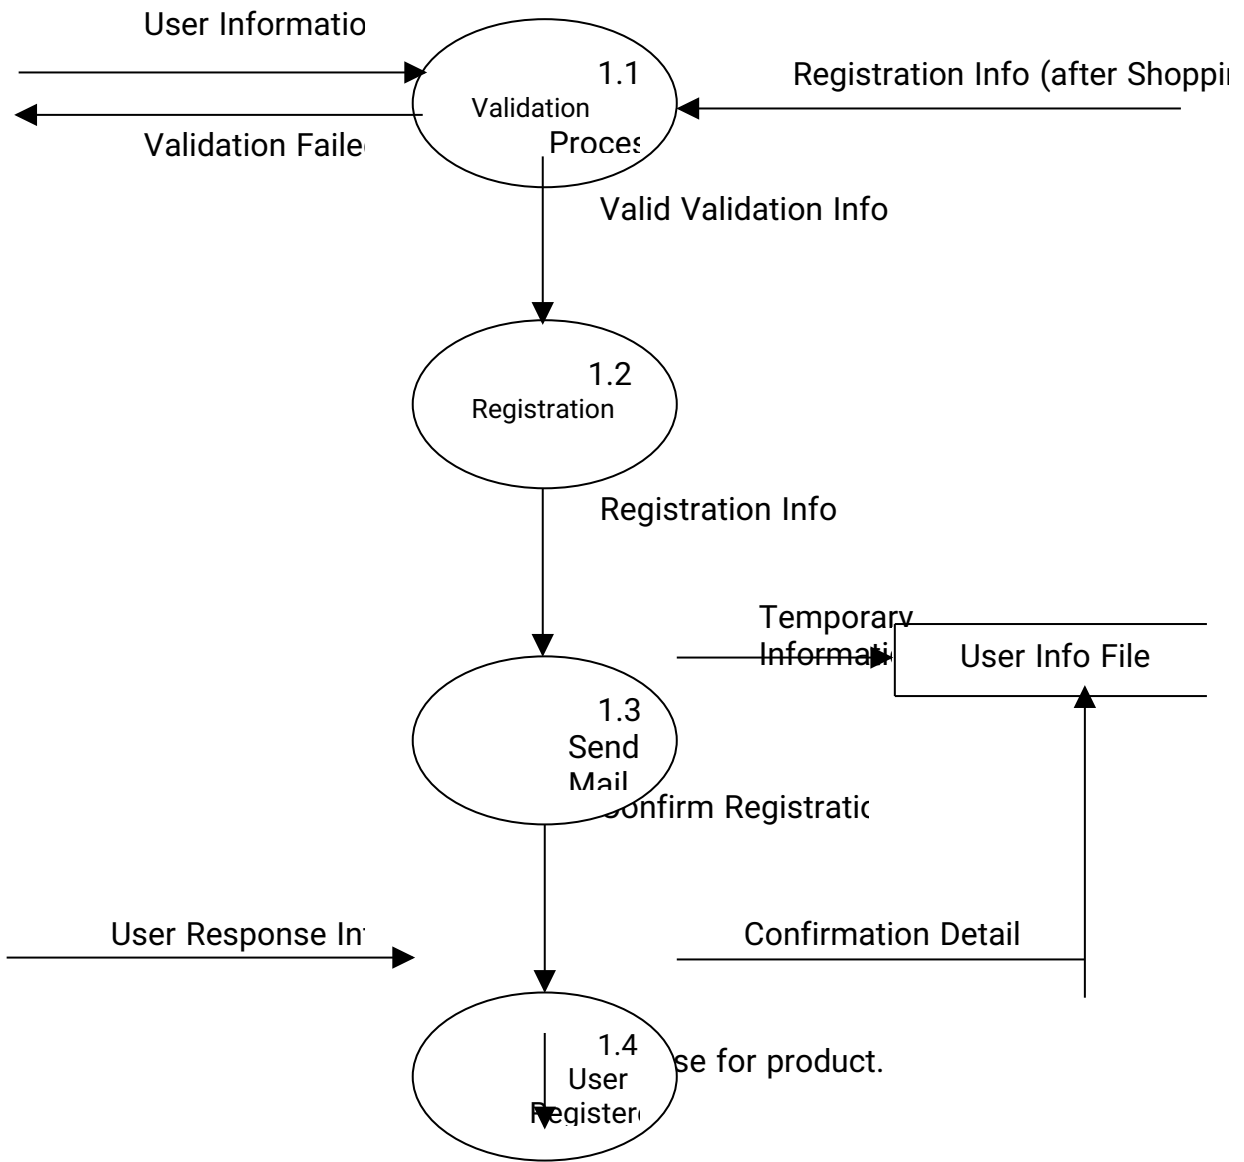 User Informatio
1.1
Registration Info (after Shoppi
Validation
Validation Faile
Proces
Valid Validation Info
1.2
Registration
Registration Info
Temporary
Informati
User Info File
1.3
Send
Mail
onfirm Registratio
User Response In
Confirmation Detail
1.4
se for product.
User
Registere